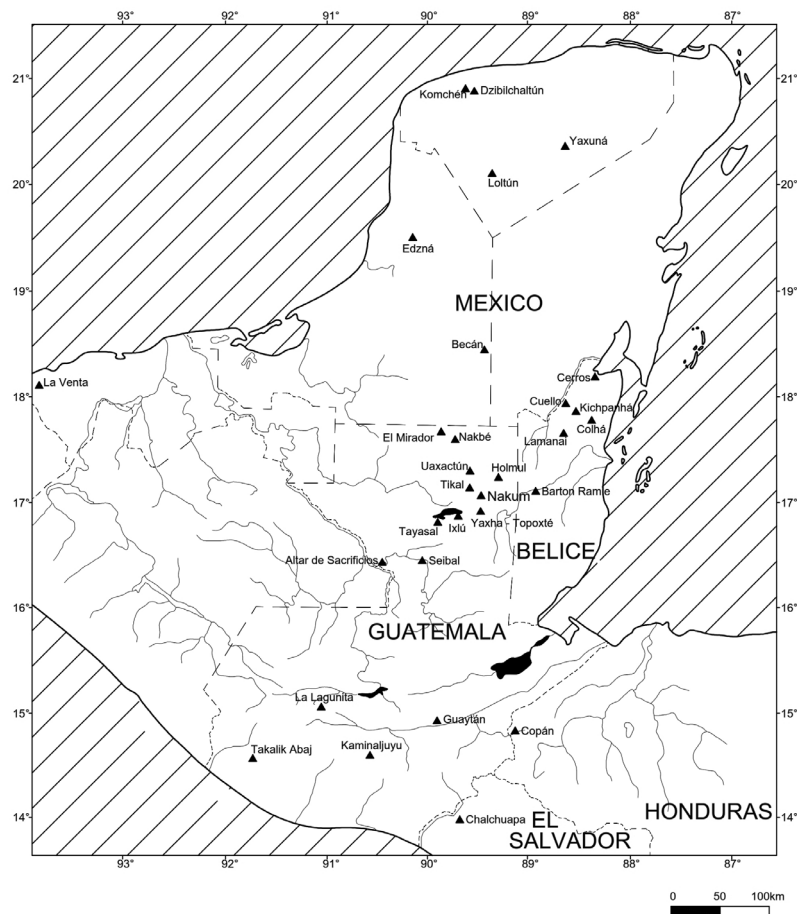 93° 92° 91° 90° 89° 88° 87°
21° 21°
Komchén Dzibilchaltún
Yaxuná
20° 20°
Loltún
Edzná
19° 19°
MEXICO
Becán
Cerros
La Venta
18° 18°
Cuello Kichpanhá
Colhá
El Mirador Nakbé Lamanai
Uaxactún Holmul
Tikal Nakum Barton Ramie
17° 17°
Tayasal Ixlú Yaxha - Topoxté
BELICE
Altar de Sacrificios Seibal
16° 16°
GUATEMALA
La Lagunita
15° 15°
Guaytán Copán
Takalik Abaj Kaminaljuyu
14° 14°
HONDURAS
Chalchuapa EL
SALVADOR
93° 92° 91° 90° 89° 88° 87°
0 50 100km